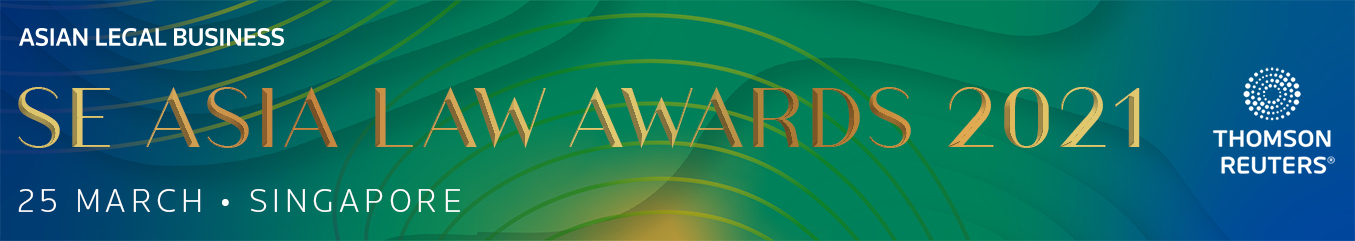 ASIAN LEGAL BUSINESS
SE ASIA LAW AWARDS 2021
25 MARCH • SINGAPORE
THOMSON
REUTERS®